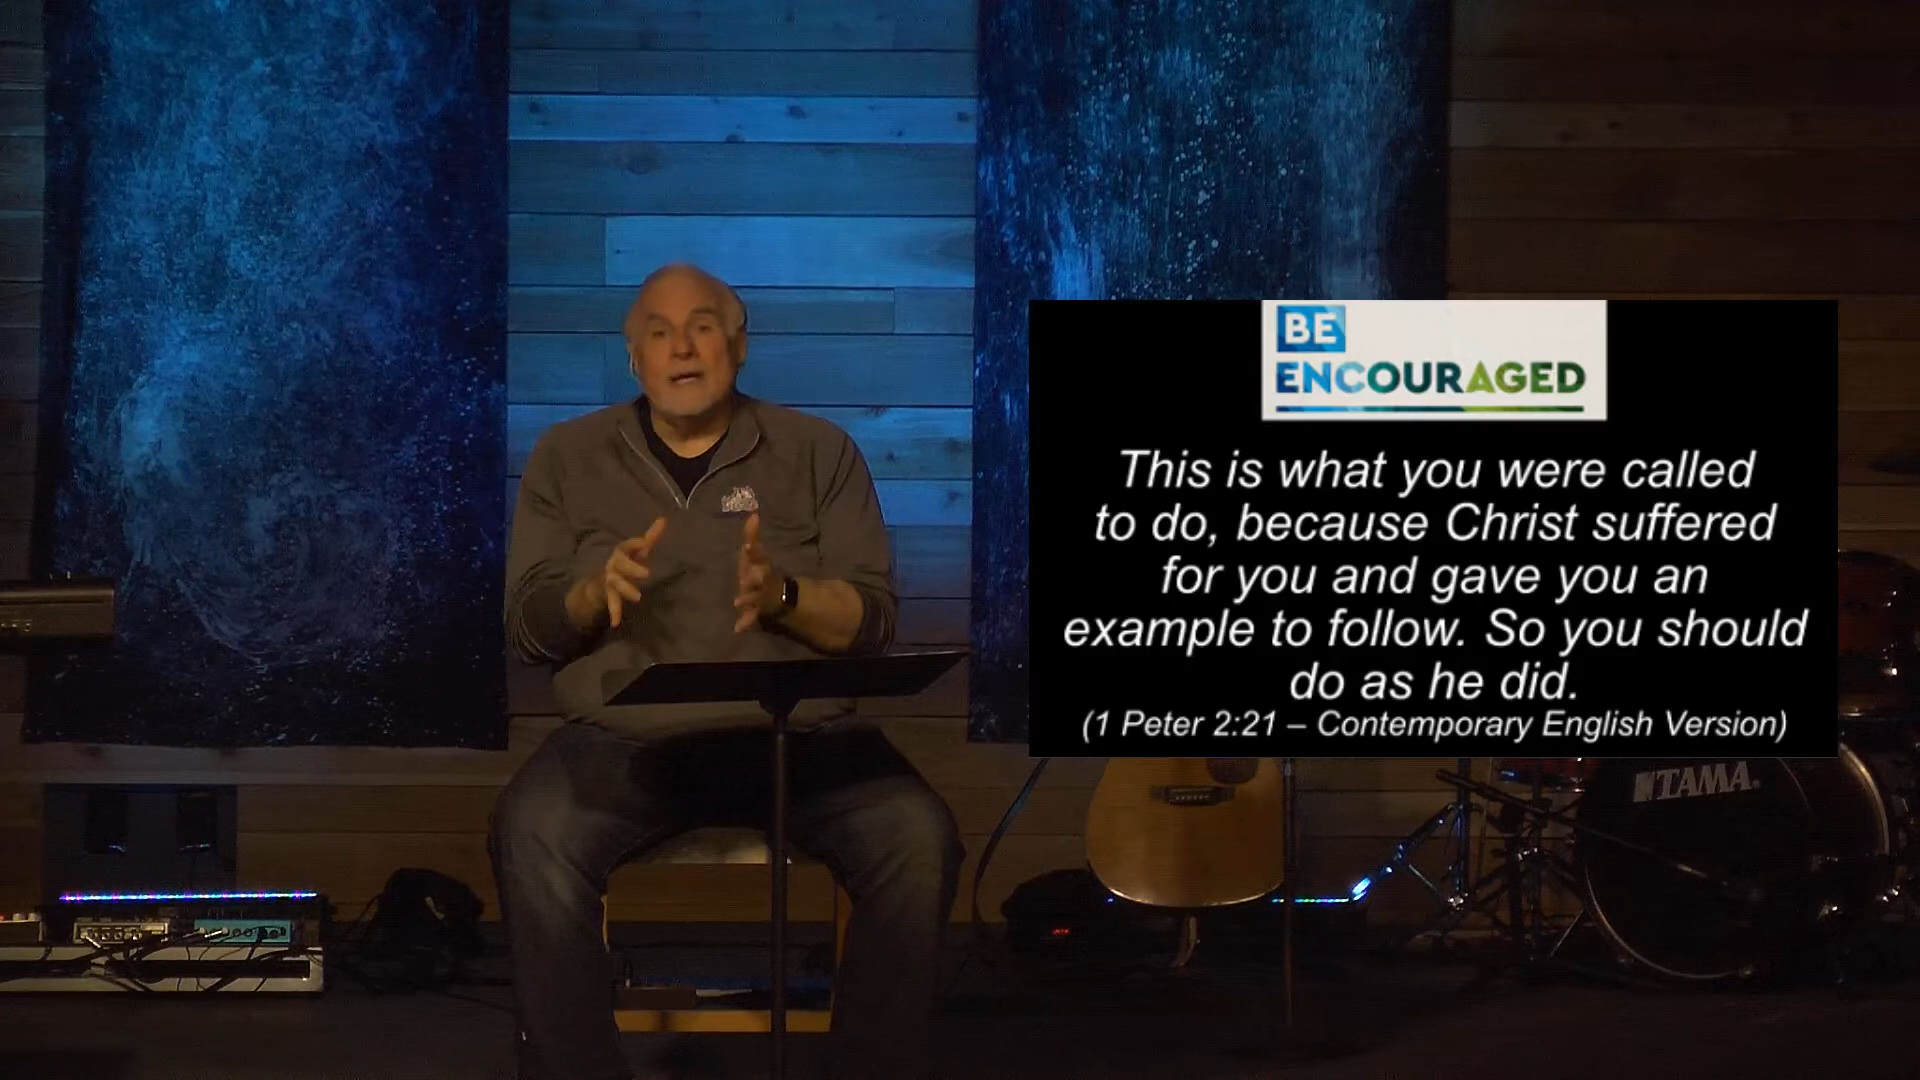 BE
ENCOURAGED
This is what you were called
to do, because Christ suffered
for you and gave you an
example to follow. So you should
do as he did.
(1 Peter 2:21 – Contemporary English Version)
TAMA